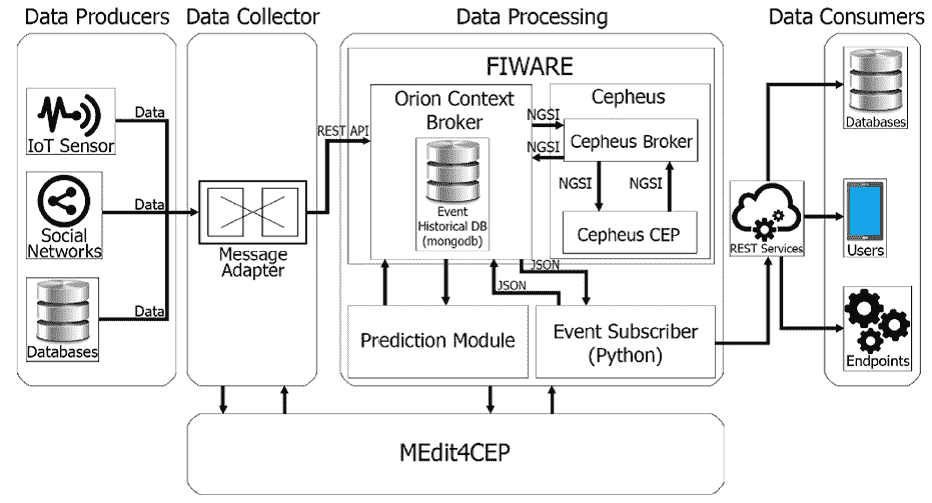 Data Producers
Data Collector
Data Processing
Data Consumers
IoT Sensor
Data
Social
Networks
Data
Databases
Data
Message
Adapter
REST API
FIWARE
Orion Context
Broker
Event
Historical DB
(mongodb)
NGSI
NGSI
Cepheus
Cepheus Broker
NGSI
NGSI
Cepheus CEP
JSON
JSON
Prediction Module
Event Subscriber
(Python)
REST Services
Databases
Users
Endpoints
MEdit4CEP